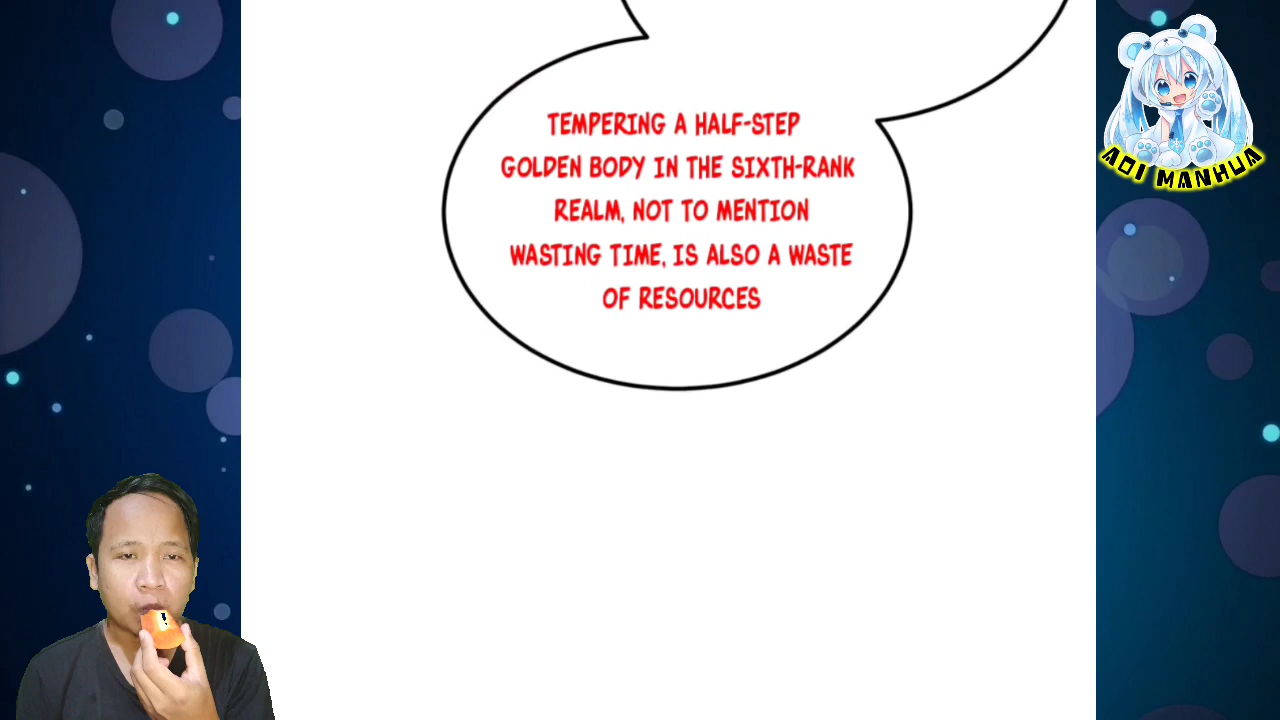 TEMPERING A HALF-STEP
GOLDEN BODY IN THE SIXTH-RANK
REALM, NOT TO MENTION
WASTING TIME, IS ALSO A WASTE
OF RESOURCES
AOI MANHUA